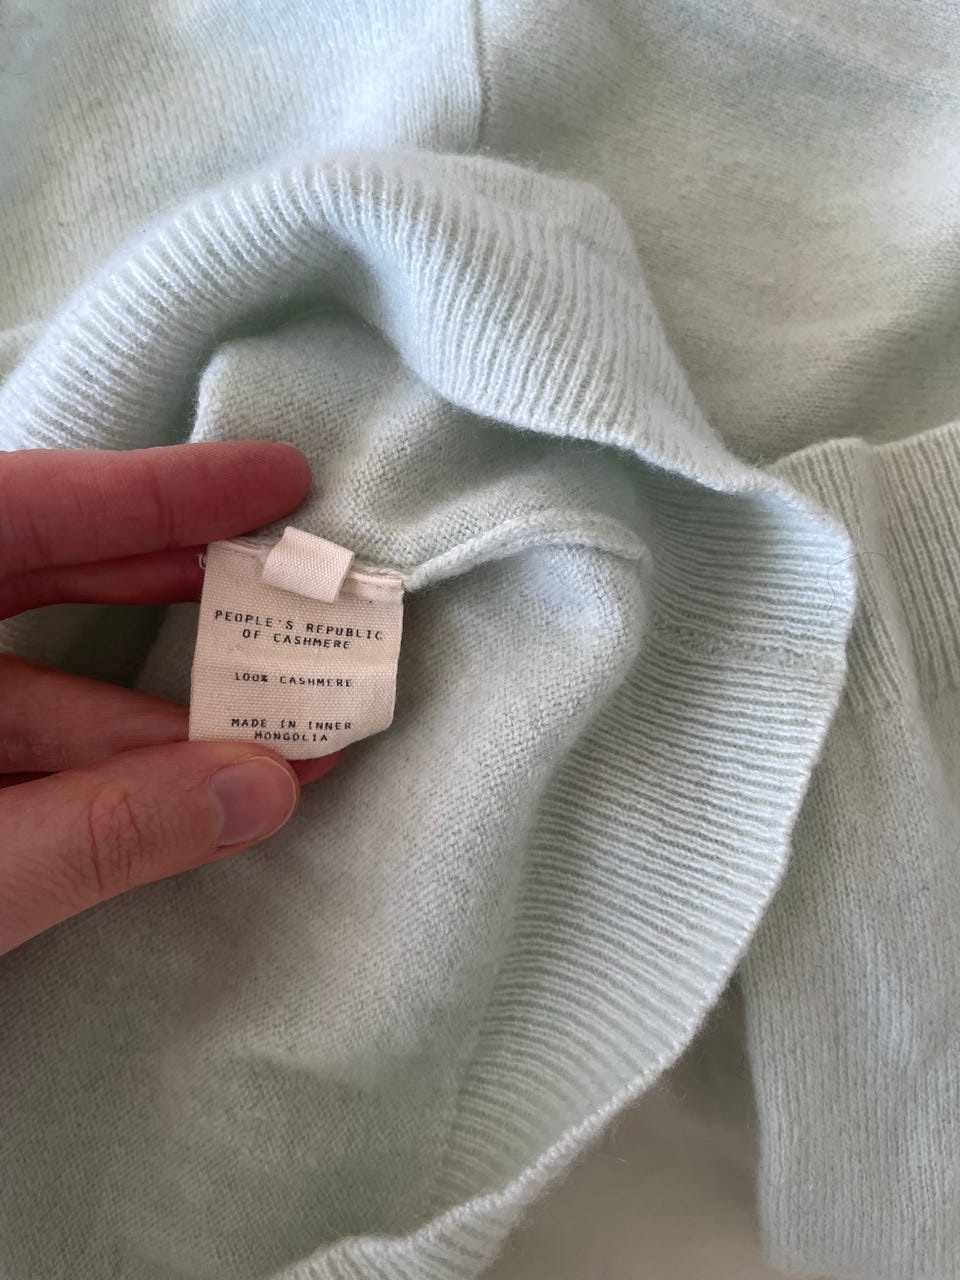 PEOPLE'S REPUBLIC
OF CASHMERE
100% CASHMERE
MADE IN INNER
MONGOLIA